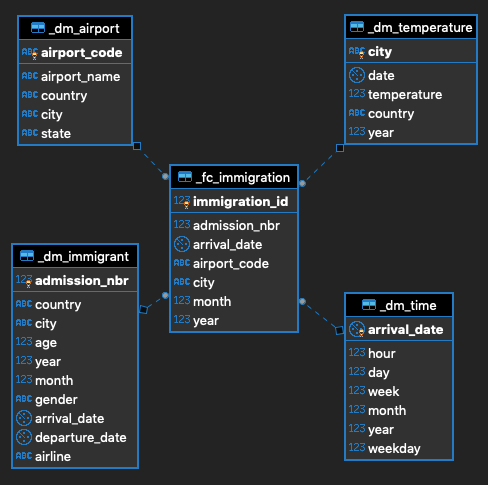 _dm_airport
ABC airport_code
ABC airport_name
ABC country
ABC city
ABC state
_dm_temperature
ABC city
date
123 temperature
ABC country
123 year
_fc_immigration
123 immigration_id
123 admission_nbr
arrival_date
ABC airport_code
ABC city
123 month
123 year
_dm_immigrant
123 admission_nbr
ABC country
ABC city
123 age
123 year
123 month
ABC gender
arrival_date
departure_date
ABC airline
_dm_time
arrival_date
123 hour
123 day
123 week
123 month
123 year
123 weekday